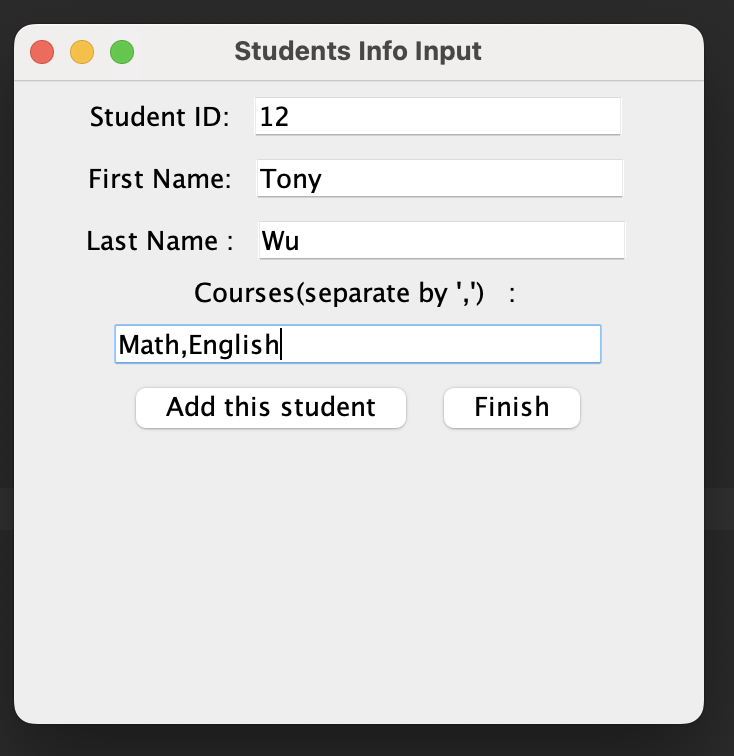 Students Info Input
Student ID: 12
First Name: Tony
Last Name : Wu
Courses(separate by ',') :
Math,English
Add this student Finish